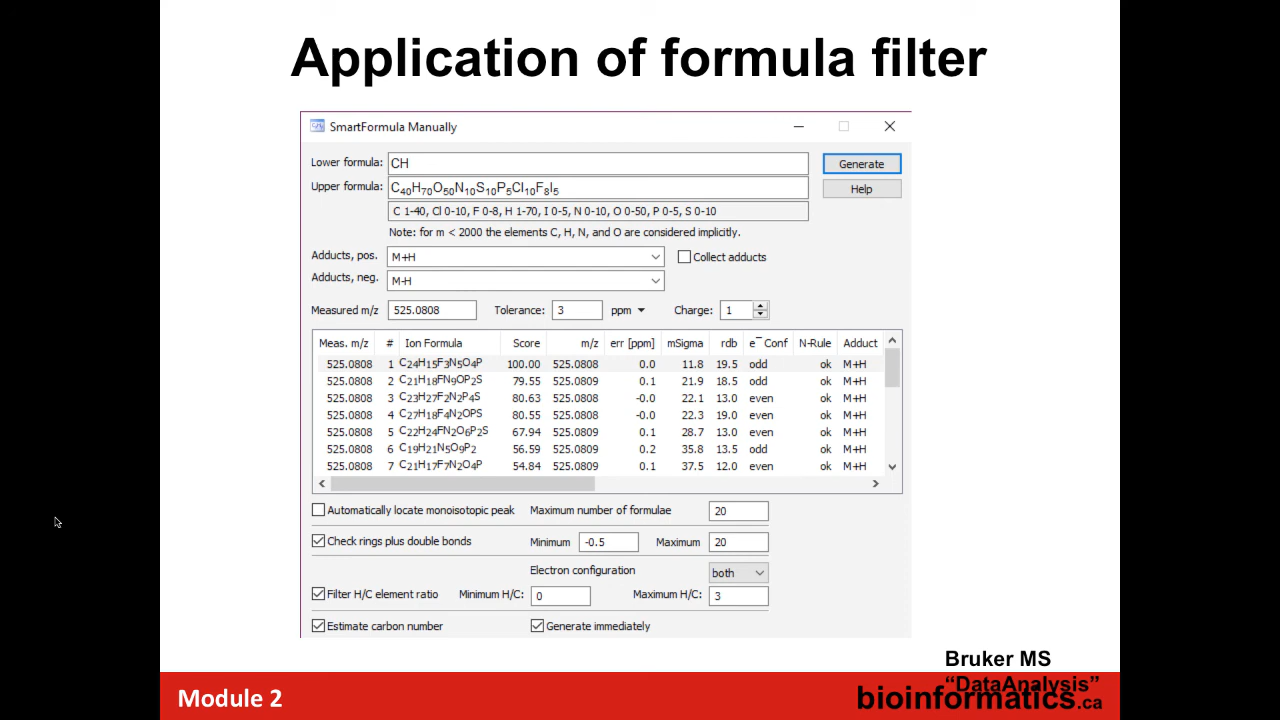 Application of formula filter
SmartFormula Manually
Lower formula: CH Generate
Upper formula: C₄₀H₇₀O₅₀N₁₀S₁₀P₅Cl₁₀F₈I₅ Help
C 1-40, Cl 0-10, F 0-8, H 1-70, I 0-5, N 0-10, O 0-50, P 0-5, S 0-10
Note: for m < 2000 the elements C, H, N, and O are considered implicitly.
Adducts, pos. M+H Collect adducts
Adducts, neg. M-H
Measured m/z 525.0808 Tolerance: 3 ppm Charge: 1
Meas. m/z # Ion Formula Score m/z err [ppm] mSigma rdb e⁻ Conf N-Rule Adduct
525.0808 1 C₂₄H₁₅F₃N₅O₄P 100.00 525.0808 0.0 11.8 19.5 odd ok M+H
525.0808 2 C₂₁H₁₈FN₉OP₂S 79.55 525.0809 0.1 21.9 18.5 odd ok M+H
525.0808 3 C₂₃H₂₇F₂N₂P₄S 80.63 525.0808 -0.0 22.1 13.0 even ok M+H
525.0808 4 C₂₇H₁₈F₄N₂OPS 80.55 525.0808 -0.0 22.3 19.0 even ok M+H
525.0808 5 C₂₂H₂₄FN₂O₆P₂S 67.94 525.0809 0.1 28.7 13.0 even ok M+H
525.0808 6 C₁₉H₂₁N₅O₉P₂ 56.59 525.0809 0.2 35.8 13.5 odd ok M+H
525.0808 7 C₂₁H₁₇F₇N₂O₄P 54.84 525.0809 0.1 37.5 12.0 even ok M+H
Automatically locate monoisotopic peak Maximum number of formulae 20
Check rings plus double bonds Minimum -0.5 Maximum 20
Electron configuration both
Filter H/C element ratio Minimum H/C: 0 Maximum H/C: 3
Estimate carbon number Generate immediately
Bruker MS
“DataAnalysis”
Module 2 bioinformatics.ca